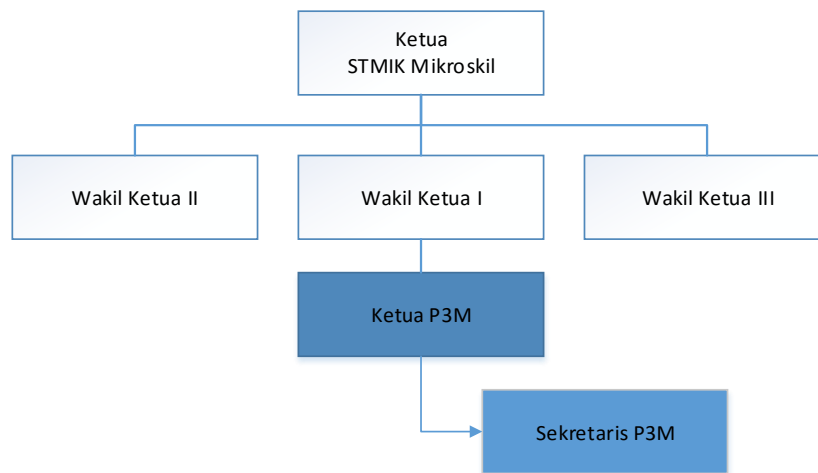 Ketua
STMIK Mikroskil
Wakil Ketua II
Wakil Ketua I
Wakil Ketua III
Ketua P3M
Sekretaris P3M